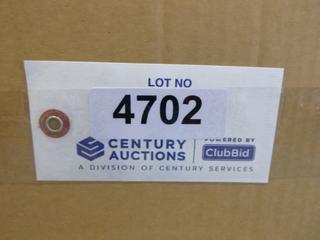 LOT NO
4702
CENTURY AUCTIONS
POWERED BY
ClubBid
A DIVISION OF CENTURY SERVICES